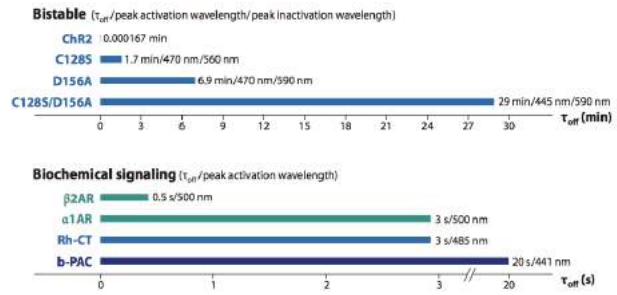 Bistable (τoff/peak activation wavelength/peak inactivation wavelength)
ChR2 0.000167 min
C128S 1.7 min/470 nm/560 nm
D156A 6.9 min/470 nm/590 nm
C128S/D156A 29 min/445 nm/590 nm
0 3 6 9 12 15 18 21 24 27 30 τoff (min)
Biochemical signaling (τoff/peak activation wavelength)
β2AR 0.5 s/500 nm
α1AR 3 s/500 nm
Rh-CT 3 s/485 nm
b-PAC 20 s/441 nm
0 1 2 3 // 20 τoff (s)